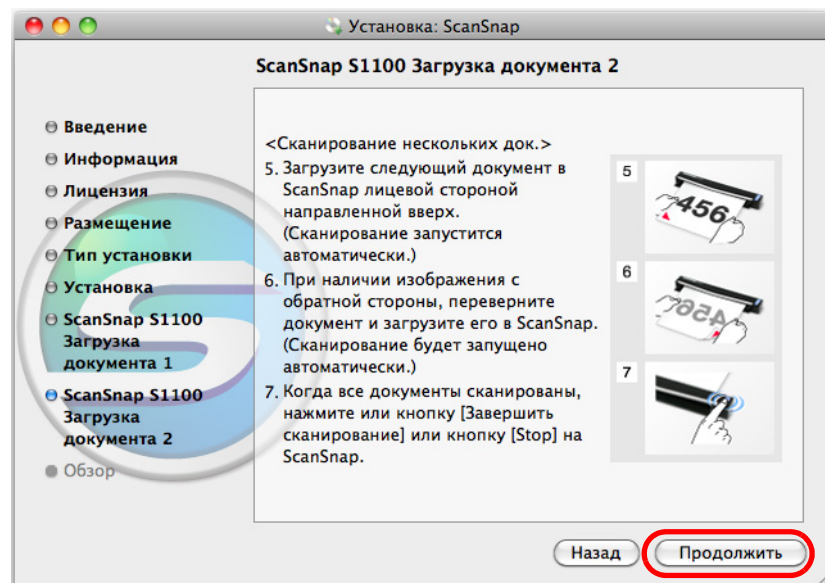 Установка: ScanSnap
ScanSnap S1100 Загрузка документа 2
Введение
Информация
Лицензия
Размещение
Тип установки
Установка
ScanSnap S1100
Загрузка
документа 1
ScanSnap S1100
Загрузка
документа 2
Обзор
<Сканирование нескольких док.>
5. Загрузите следующий документ в
ScanSnap лицевой стороной
направленной вверх.
(Сканирование запустится
автоматически.)
6. При наличии изображения с
обратной стороны, переверните
документ и загрузите его в ScanSnap.
(Сканирование будет запущено
автоматически.)
7. Когда все документы сканированы,
нажмите или кнопку [Завершить
сканирование] или кнопку [Stop] на
ScanSnap.
5
456
6
456
7
Назад
Продолжить